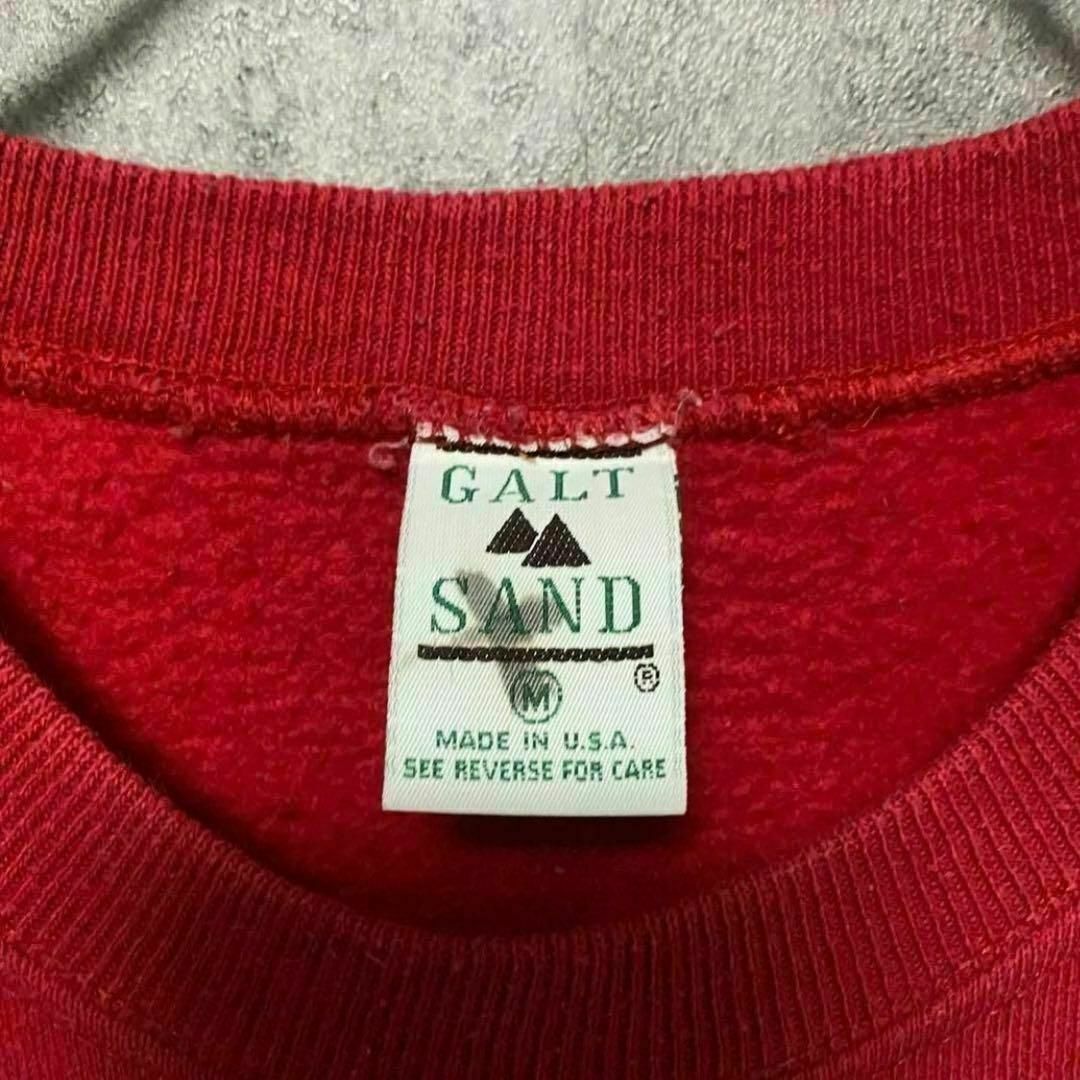 GALT
SAND
®
M
MADE IN U.S.A.
SEE REVERSE FOR CARE